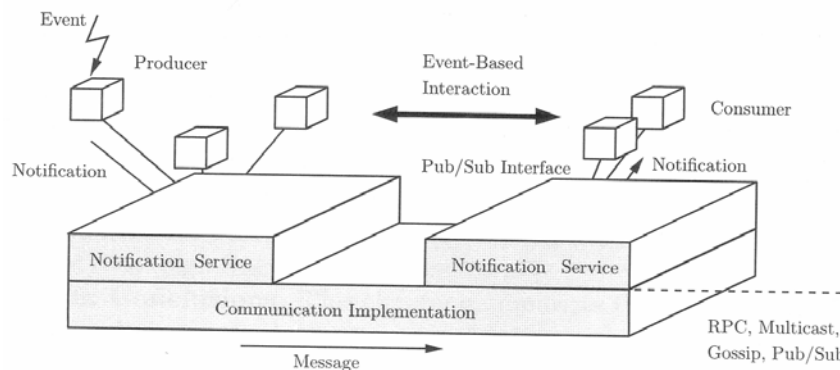 Event
Producer
Event-Based
Interaction
Consumer
Notification
Pub/Sub Interface
Notification
Notification Service
Notification Service
Communication Implementation
RPC, Multicast,
Gossip, Pub/Sub
Message